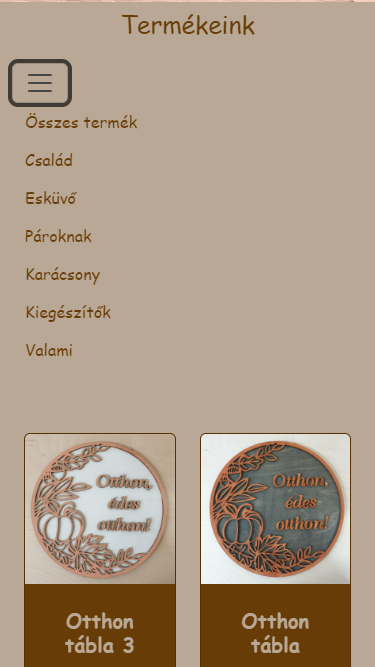 Termékeink
Összes termék
Család
Esküvő
Pároknak
Karácsony
Kiegészítők
Valami
Otthon,
édes
otthon!
Otthon,
édes
otthon!
Otthon
tábla 3
Otthon
tábla